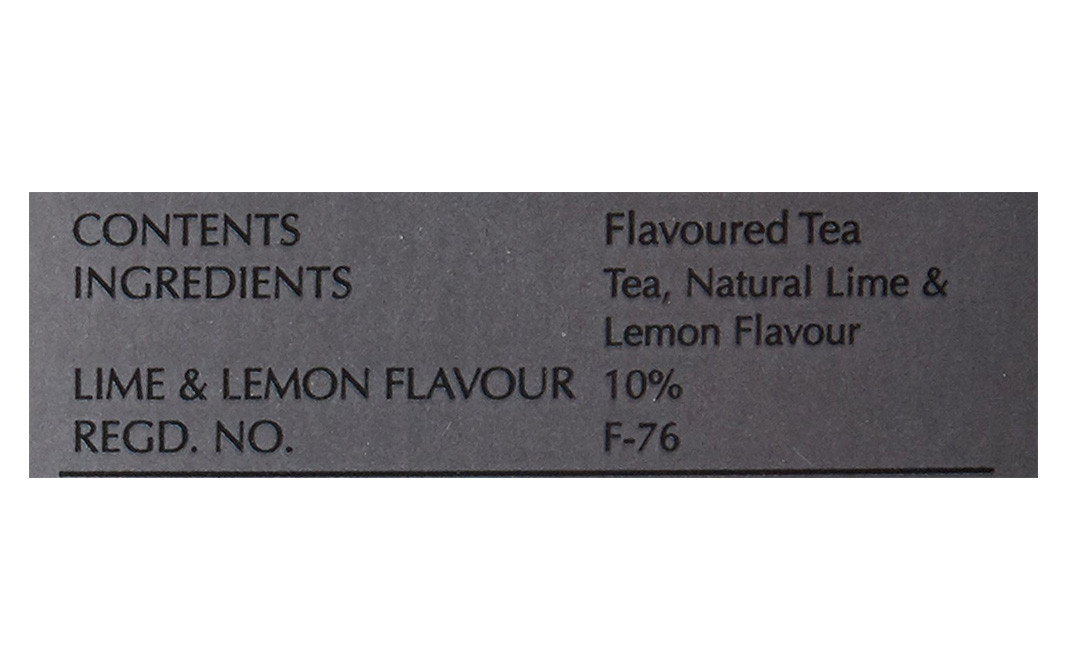 CONTENTS Flavoured Tea
INGREDIENTS Tea, Natural Lime &
Lemon Flavour
LIME & LEMON FLAVOUR 10%
REGD. NO. F-76